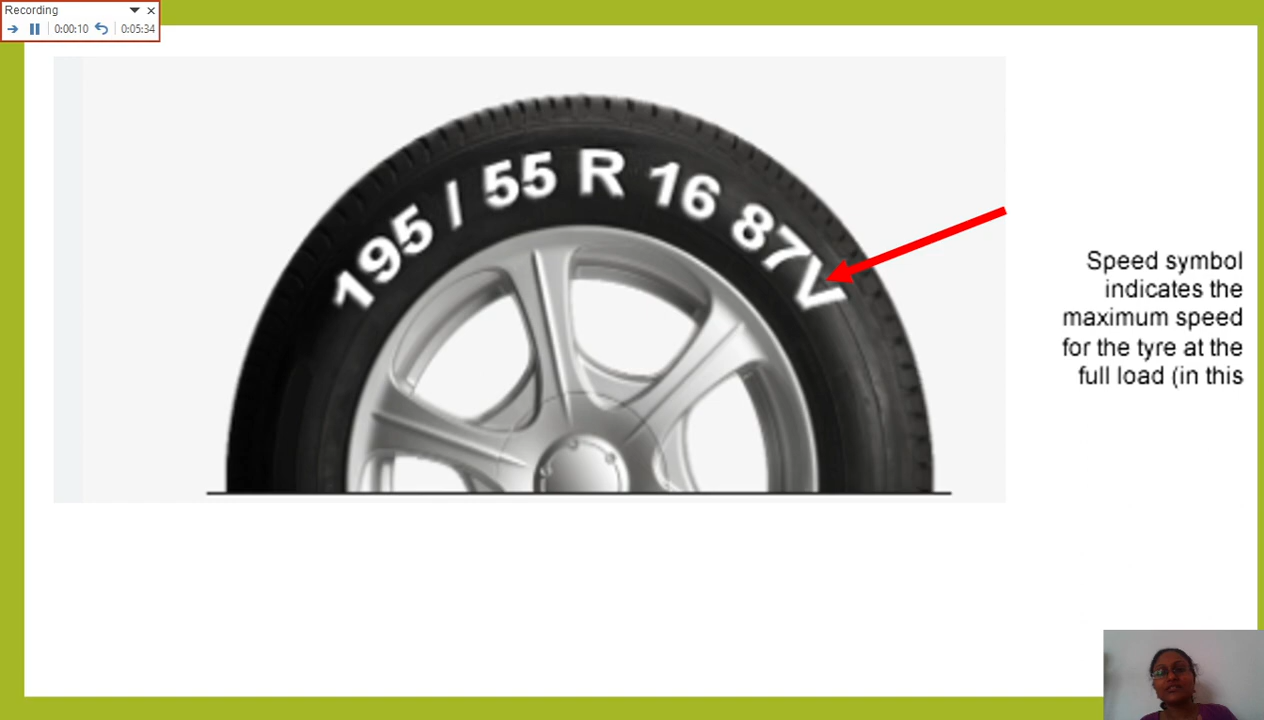 Recording
0:00:10 0:05:34
195 / 55 R 16 87V
Speed symbol
indicates the
maximum speed
for the tyre at the
full load (in this